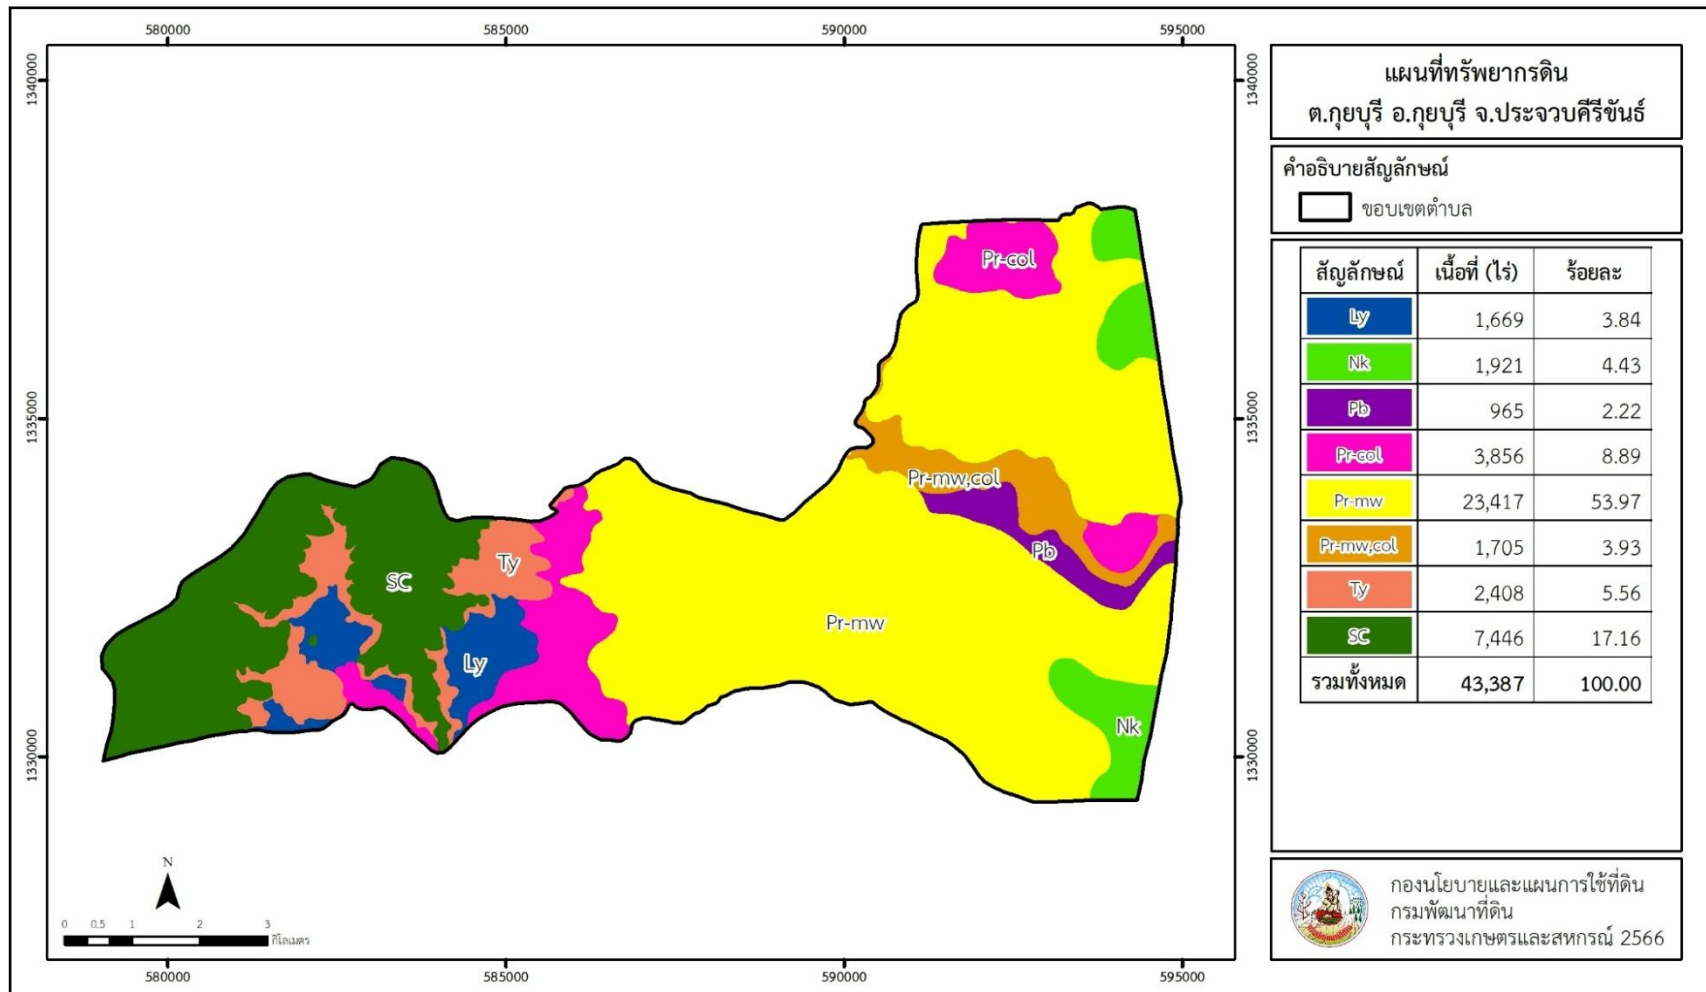 580000 585000 590000 595000
1340000 1340000
1335000 1335000
1330000 1330000
Pr-col
Pr-mw,col
Pb
Ty
SC
Pr-mw
Ly
Nk
N
0 0.5 1 2 3
กิโลเมตร
580000 585000 590000 595000
แผนที่ทรัพยากรดิน
ต.กุยบุรี อ.กุยบุรี จ.ประจวบคีรีขันธ์
คำอธิบายสัญลักษณ์
ขอบเขตตำบล
สัญลักษณ์ เนื้อที่ (ไร่) ร้อยละ
Ly 1,669 3.84
Nk 1,921 4.43
Pb 965 2.22
Pr-col 3,856 8.89
Pr-mw 23,417 53.97
Pr-mw,col 1,705 3.93
Ty 2,408 5.56
SC 7,446 17.16
รวมทั้งหมด 43,387 100.00
กองนโยบายและแผนการใช้ที่ดิน
กรมพัฒนาที่ดิน
กระทรวงเกษตรและสหกรณ์ 2566